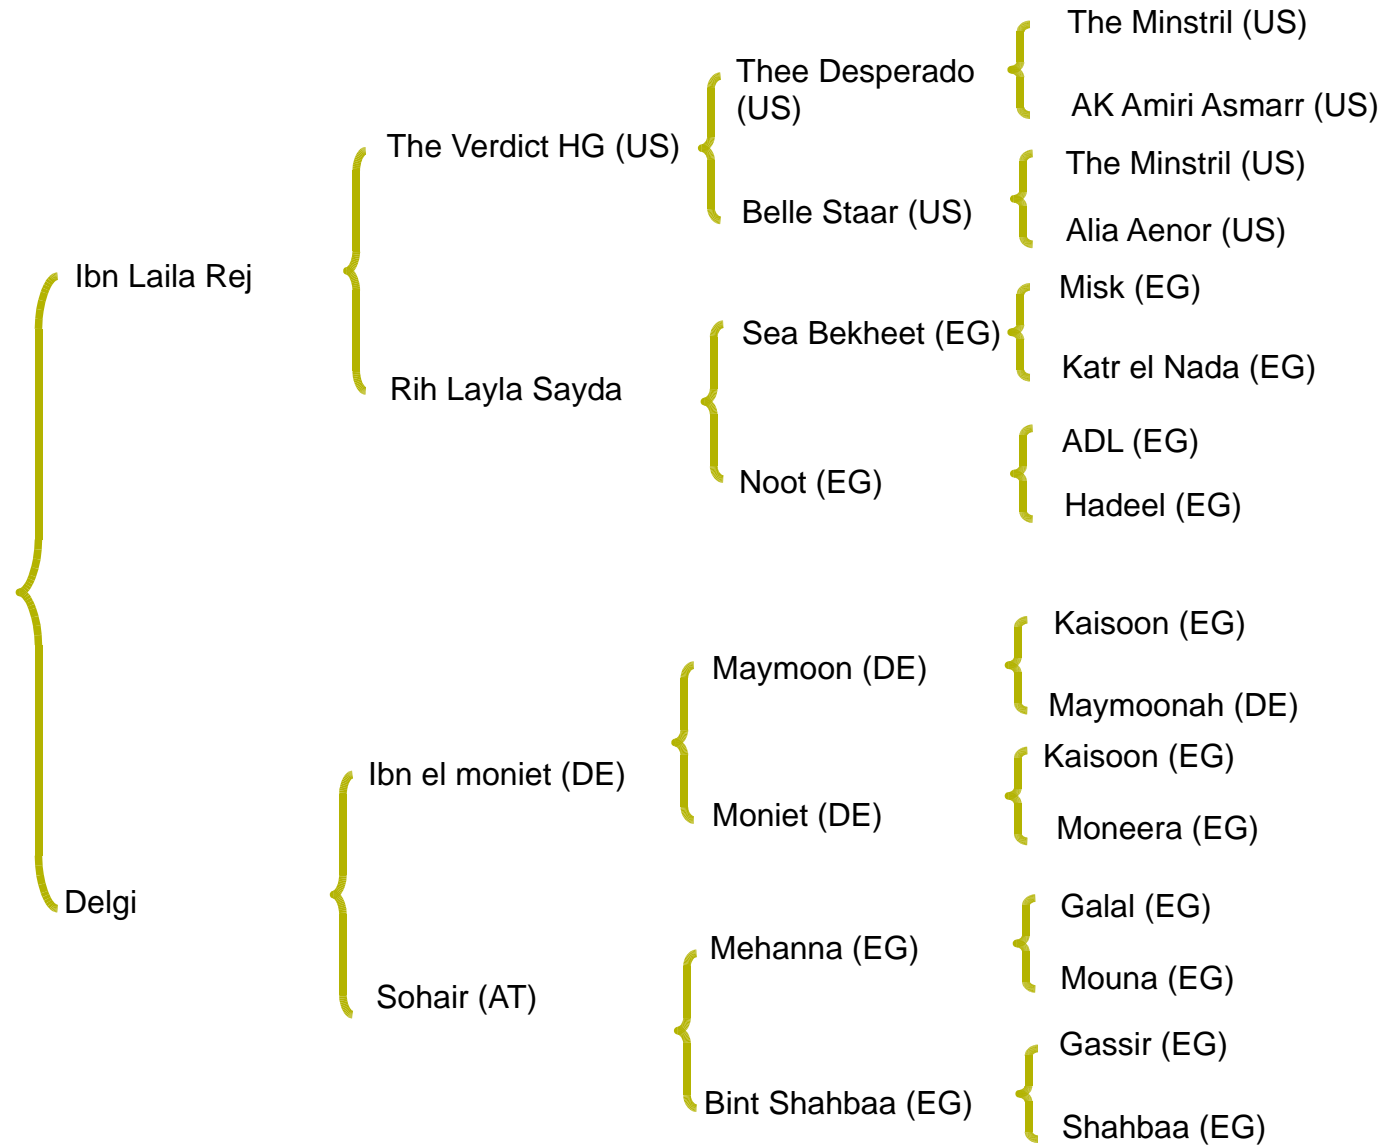 The Minstril (US)
Thee Desperado
(US)
AK Amiri Asmarr (US)
The Verdict HG (US)
The Minstril (US)
Belle Staar (US)
Alia Aenor (US)
Ibn Laila Rej
Misk (EG)
Sea Bekheet (EG)
Katr el Nada (EG)
Rih Layla Sayda
ADL (EG)
Noot (EG)
Hadeel (EG)
Kaisoon (EG)
Maymoon (DE)
Maymoonah (DE)
Ibn el moniet (DE)
Kaisoon (EG)
Moniet (DE)
Moneera (EG)
Delgi
Galal (EG)
Mehanna (EG)
Mouna (EG)
Sohair (AT)
Gassir (EG)
Bint Shahbaa (EG)
Shahbaa (EG)